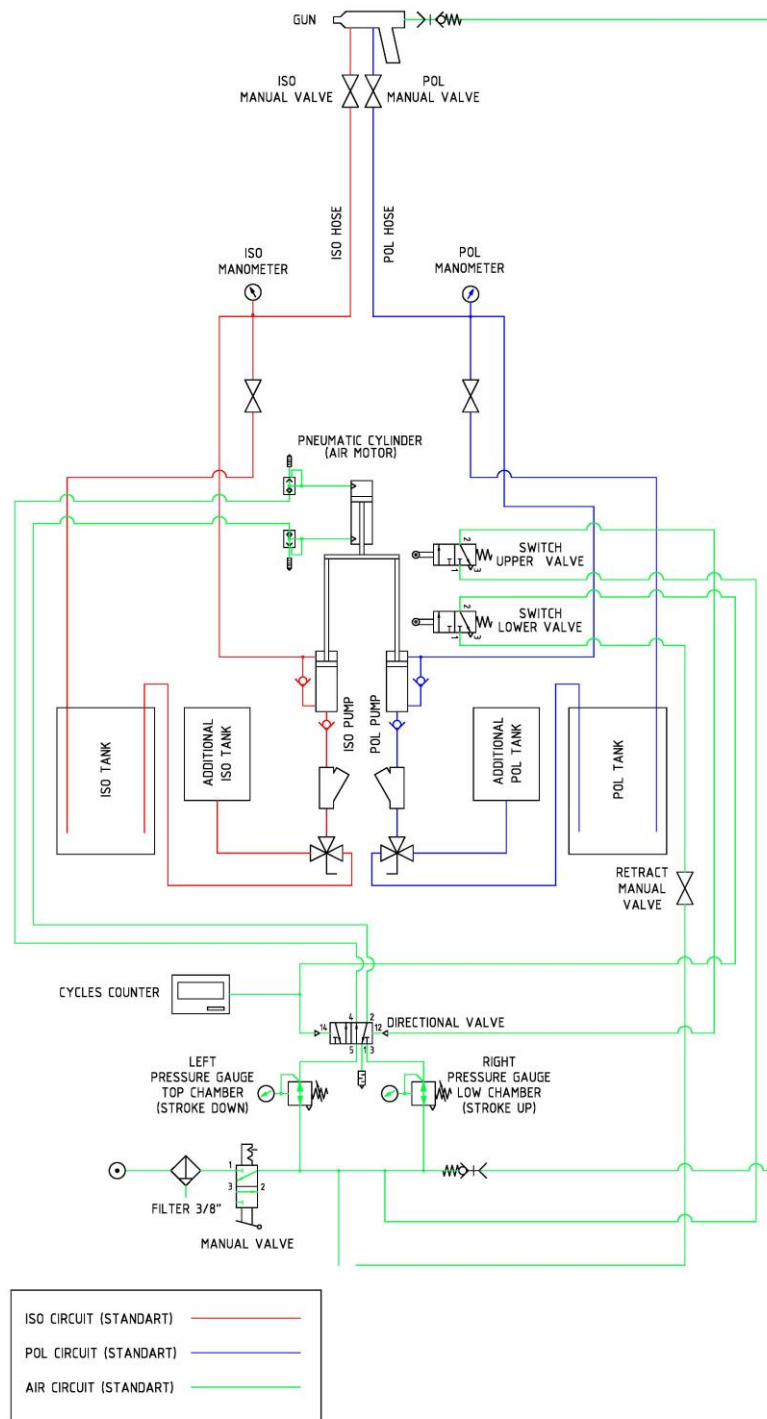 GUN
ISO
MANUAL VALVE
POL
MANUAL VALVE
ISO HOSE
POL HOSE
ISO
MANOMETER
POL
MANOMETER
PNEUMATIC CYLINDER
(AIR MOTOR)
2
1
3
SWITCH
UPPER VALVE
2
1
3
SWITCH
LOWER VALVE
ISO TANK
ADDITIONAL
ISO TANK
ISO PUMP
POL PUMP
ADDITIONAL
POL TANK
POL TANK
RETRACT
MANUAL
VALVE
CYCLES COUNTER
14
4
2
12
5
1
3
DIRECTIONAL VALVE
LEFT
PRESSURE GAUGE
TOP CHAMBER
(STROKE DOWN)
RIGHT
PRESSURE GAUGE
LOW CHAMBER
(STROKE UP)
1
3
2
FILTER 3/8"
MANUAL VALVE
ISO CIRCUIT (STANDART)
POL CIRCUIT (STANDART)
AIR CIRCUIT (STANDART)